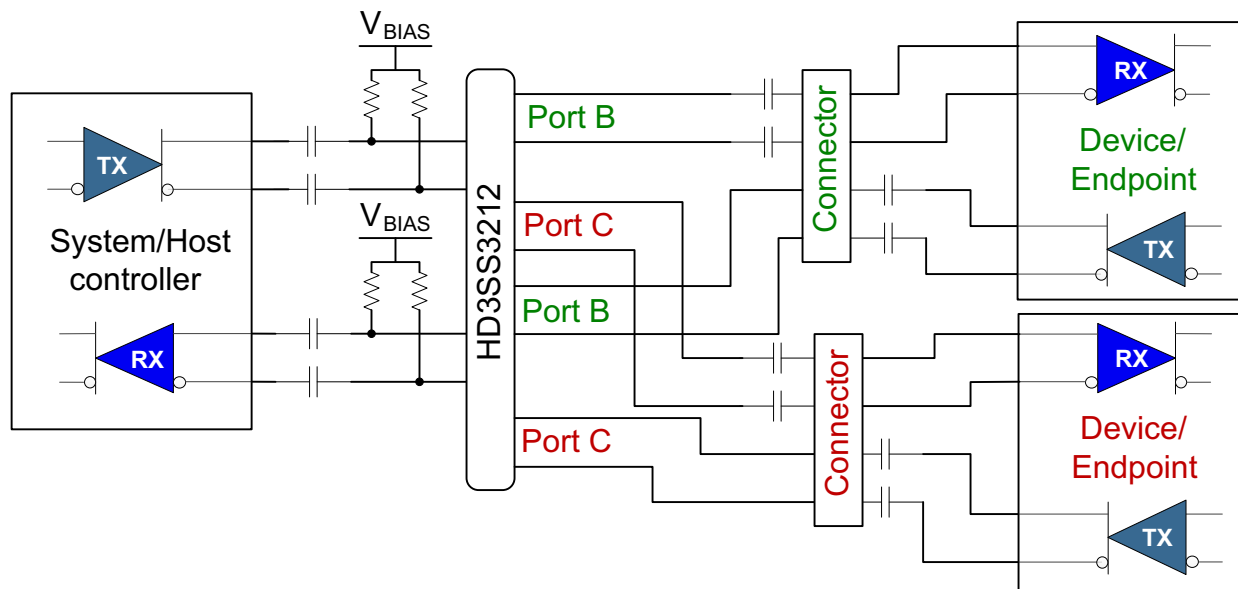 VBIAS
TX
System/Host
controller
VBIAS
RX
HD3SS3212
Port B
Port C
Port B
Port C
Connector
Connector
RX
Device/
Endpoint
TX
RX
Device/
Endpoint
TX